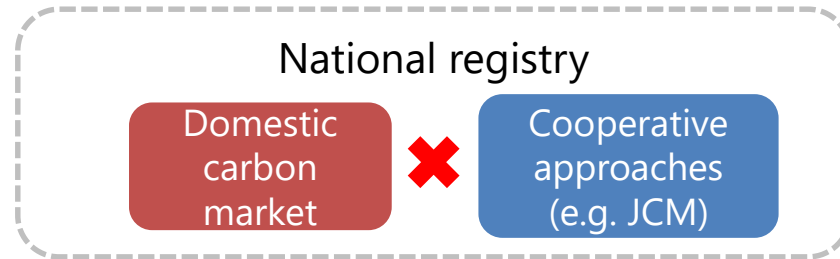 National registry
Domestic
carbon
market
Cooperative
approaches
(e.g. JCM)